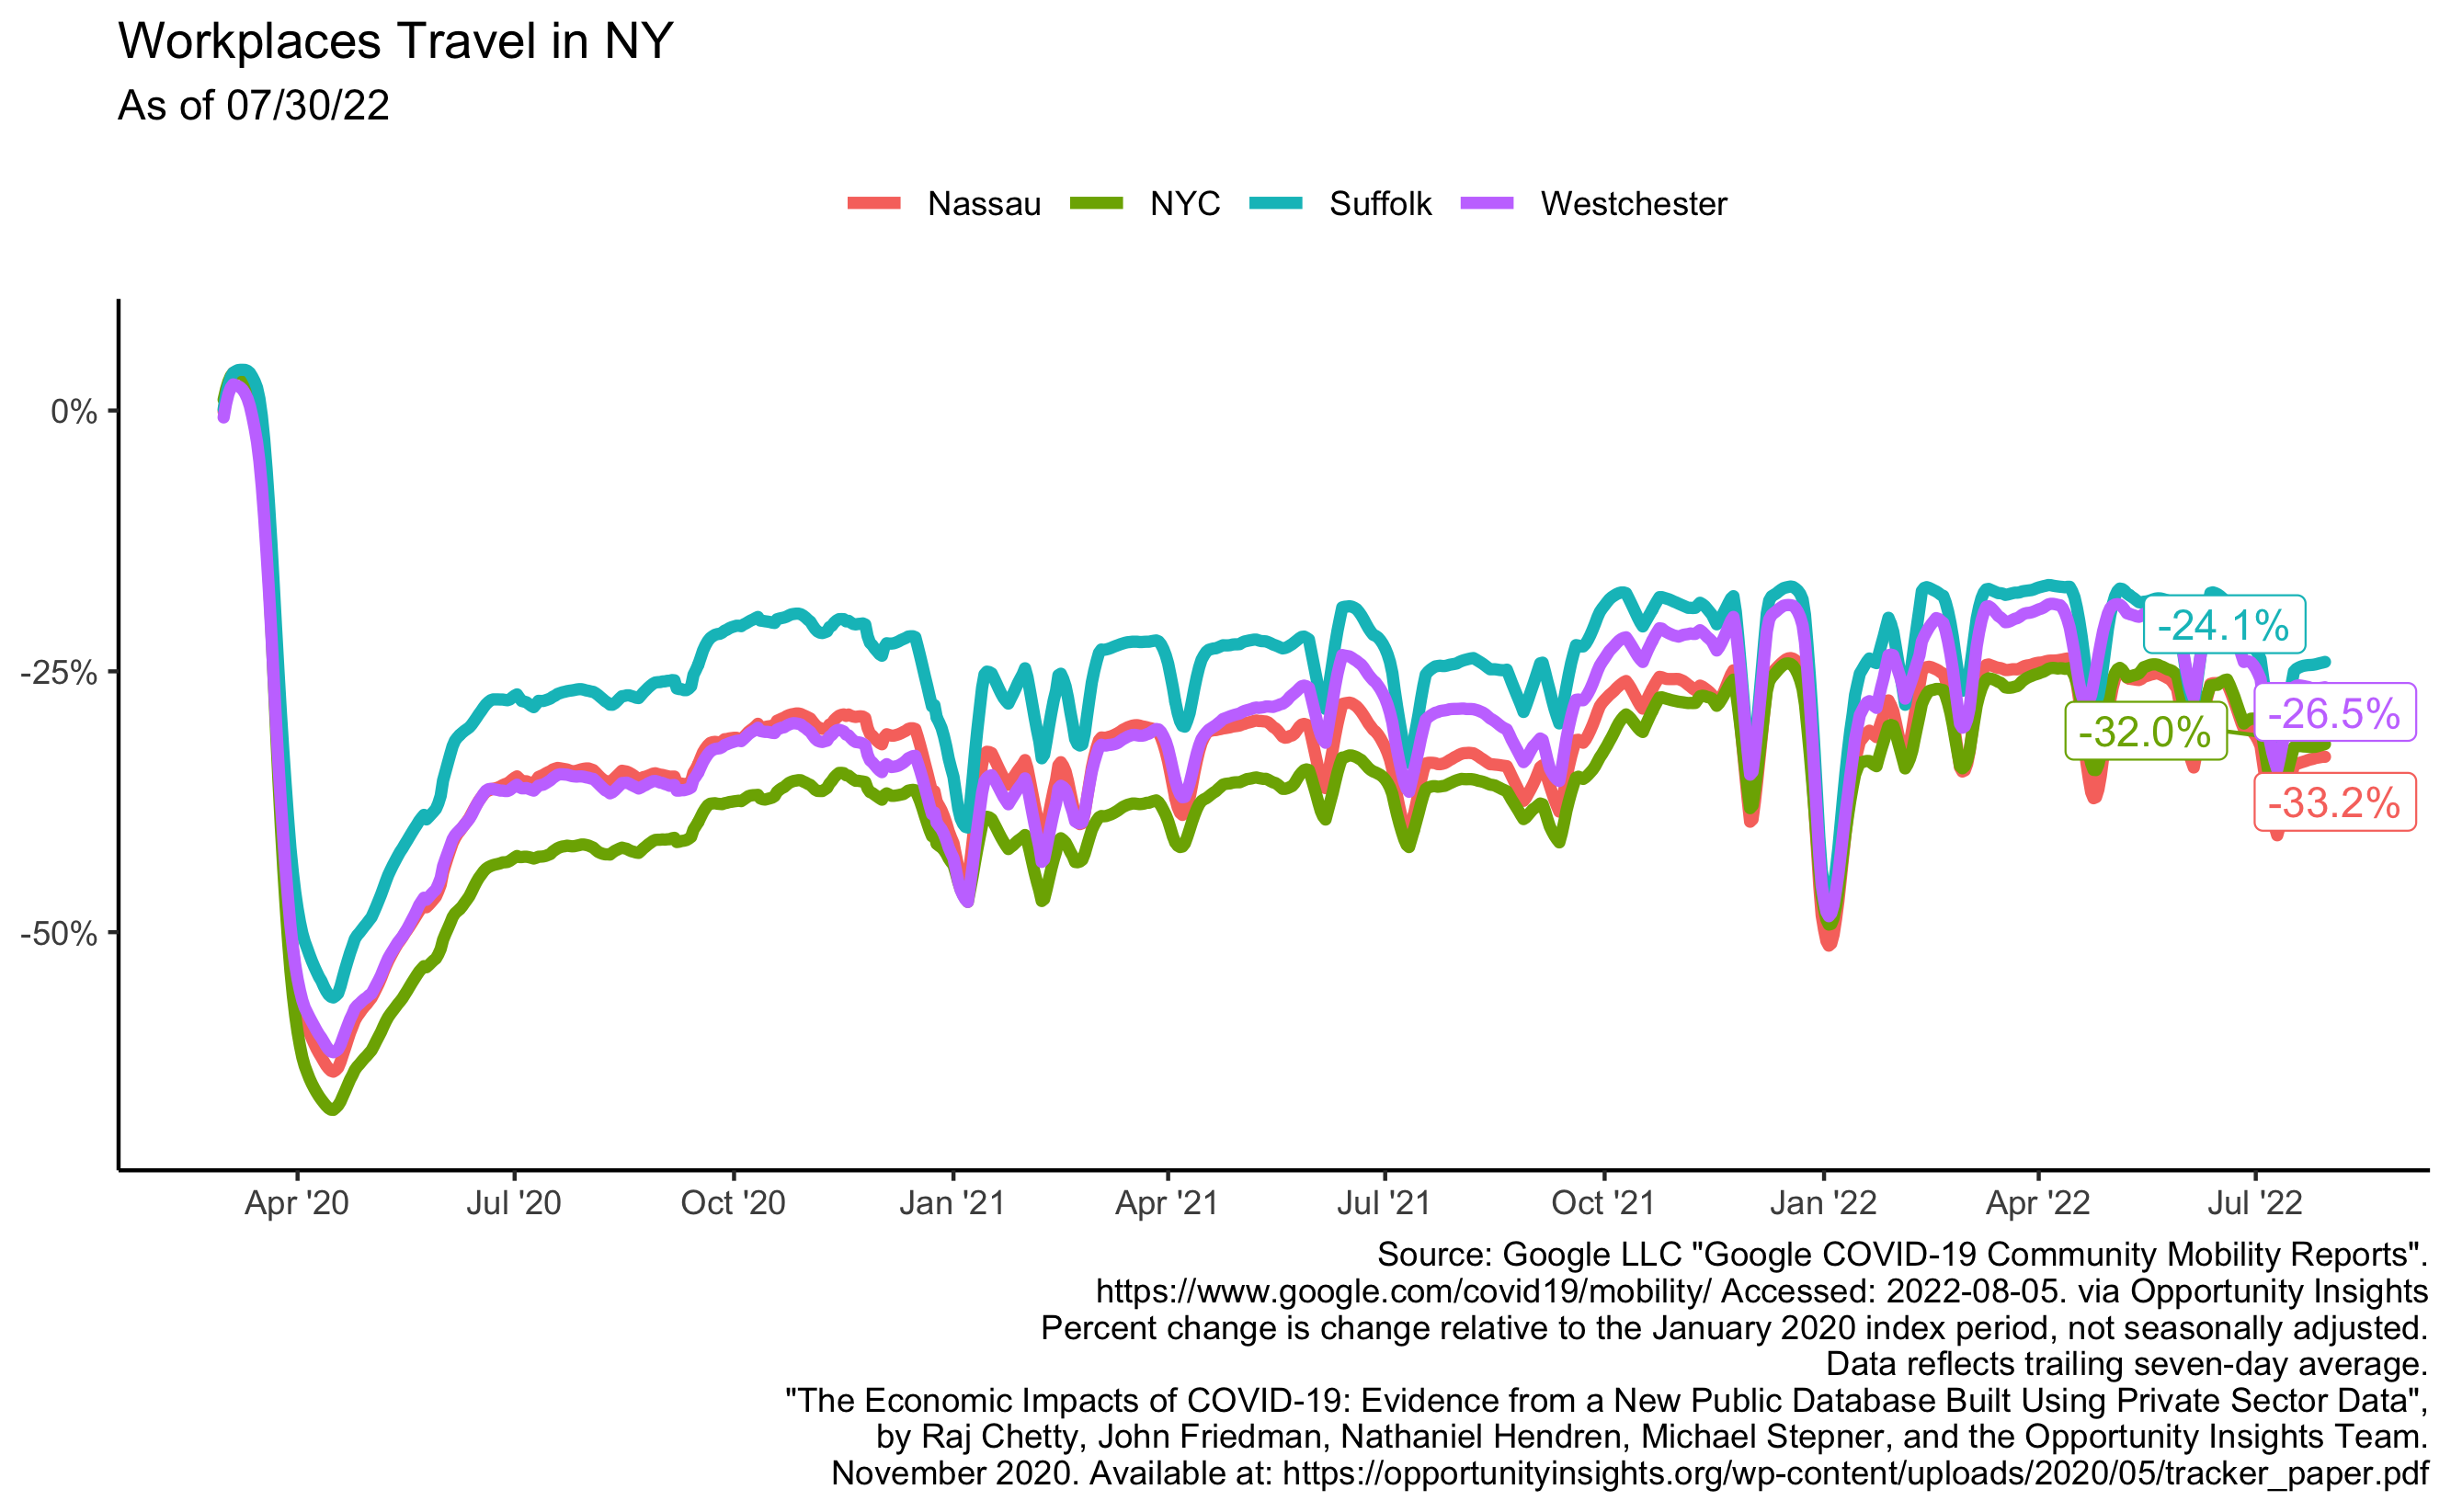 Workplaces Travel in NY
As of 07/30/22
Nassau NYC Suffolk Westchester
0%
-25%
-50%
-24.1%
-26.5%
-32.0%
-33.2%
Apr '20 Jul '20 Oct '20 Jan '21 Apr '21 Jul '21 Oct '21 Jan '22 Apr '22 Jul '22
Source: Google LLC "Google COVID-19 Community Mobility Reports".
https://www.google.com/covid19/mobility/ Accessed: 2022-08-05. via Opportunity Insights
Percent change is change relative to the January 2020 index period, not seasonally adjusted.
Data reflects trailing seven-day average.
"The Economic Impacts of COVID-19: Evidence from a New Public Database Built Using Private Sector Data",
by Raj Chetty, John Friedman, Nathaniel Hendren, Michael Stepner, and the Opportunity Insights Team.
November 2020. Available at: https://opportunityinsights.org/wp-content/uploads/2020/05/tracker_paper.pdf